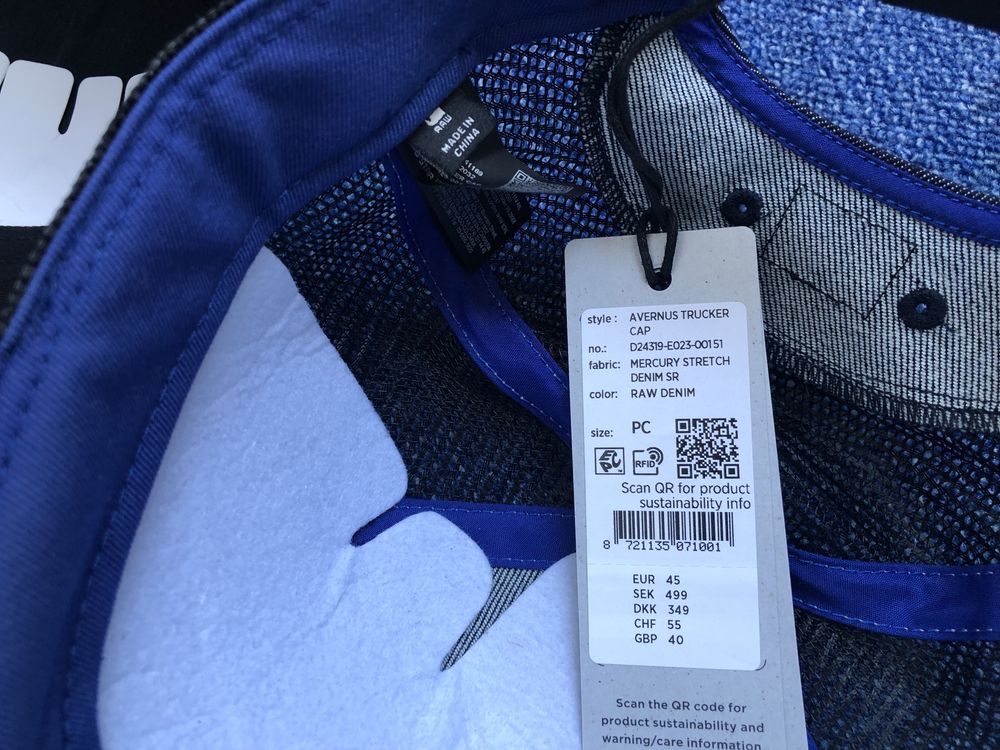 RAW
MADE IN
CHINA
style : AVERNUS TRUCKER
CAP
no.: D24319-E023-00151
fabric: MERCURY STRETCH
DENIM SR
color: RAW DENIM
size: PC
EPC
RFID
Scan QR for product
sustainability info
8 721135 071001
EUR 45
SEK 499
DKK 349
CHF 55
GBP 40
Scan the QR code for
product sustainability and
warning/care information